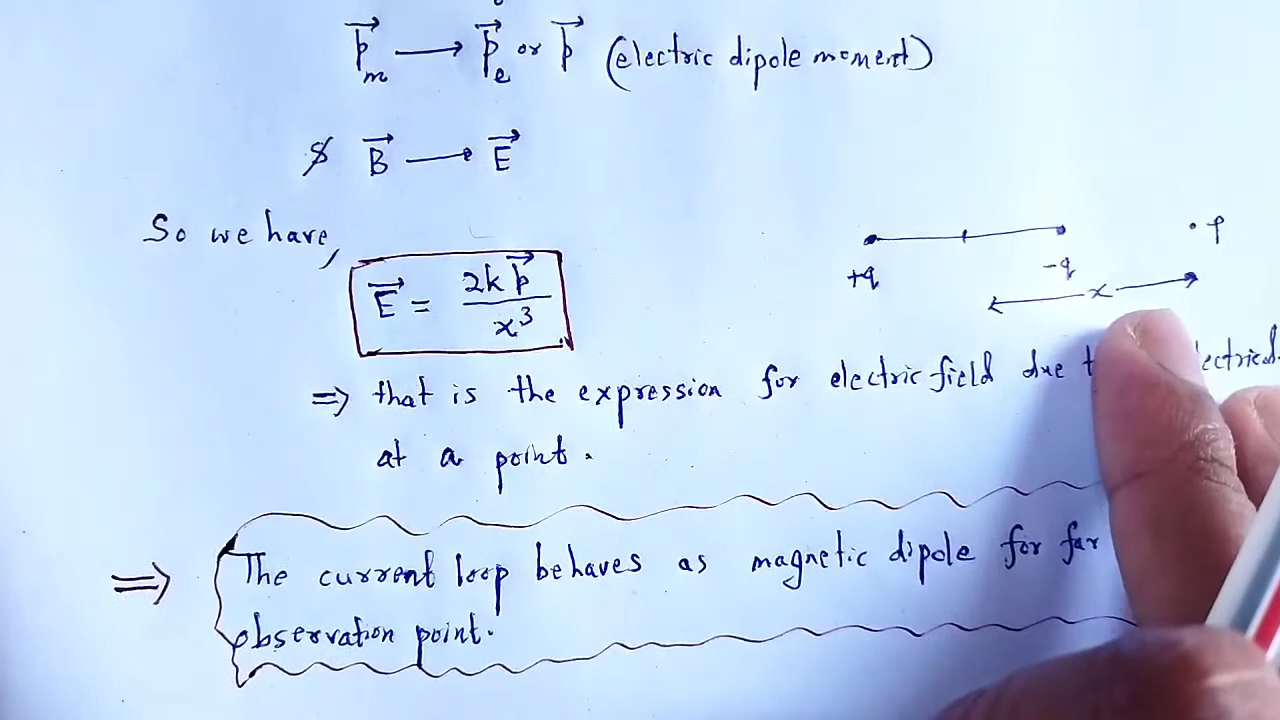 p⃗m → p⃗e or p⃗ (electric dipole moment)
& B⃗ → E⃗
So we have,
E⃗ = 2kp⃗ / x³
+q -q x P
⇒ that is the expression for electric field due
at a point.
⇒ The current loop behaves as magnetic dipole for far
observation point.